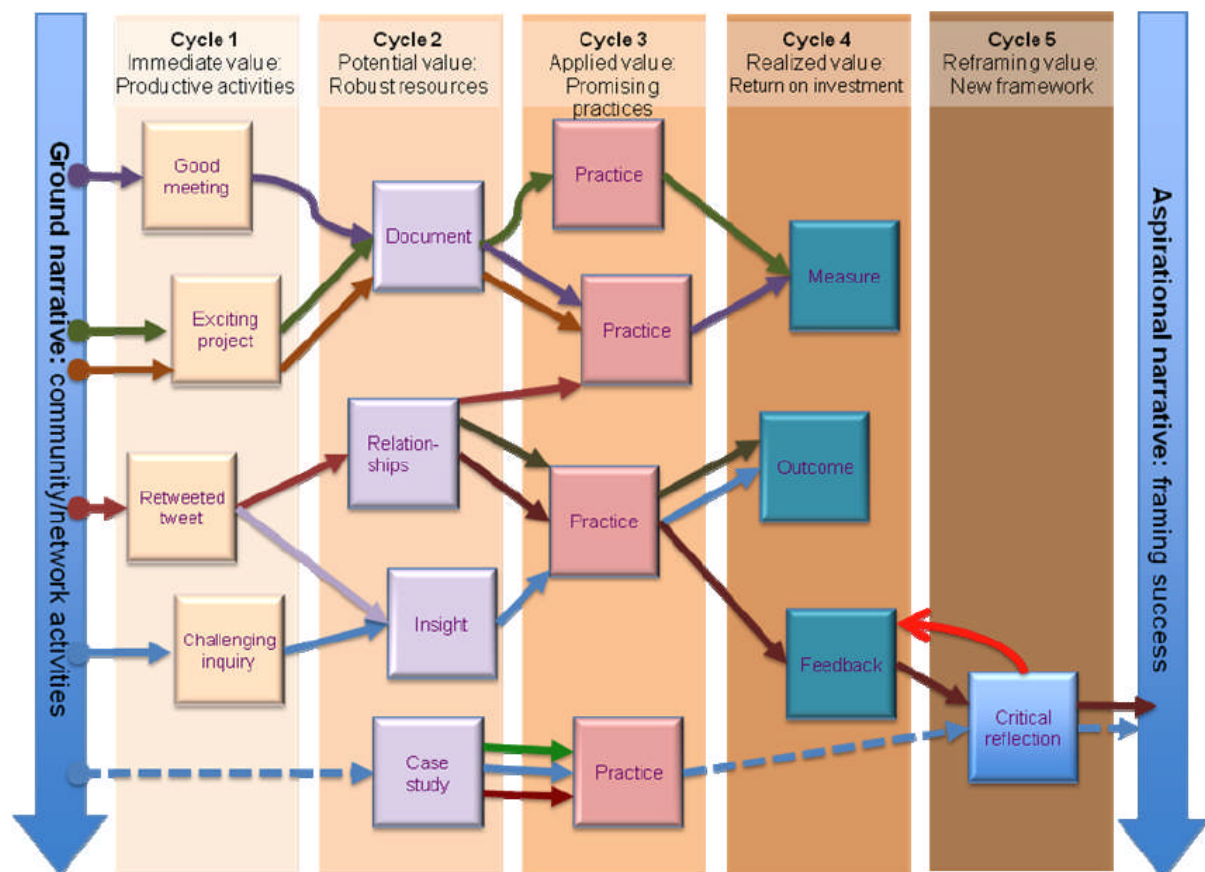 Ground narrative: community/network activities
Cycle 1
Immediate value:
Productive activities
Good
meeting
Exciting
project
Retweeted
tweet
Challenging
inquiry
Cycle 2
Potential value:
Robust resources
Document
Relation-
ships
Insight
Case
study
Cycle 3
Applied value:
Promising
practices
Practice
Practice
Practice
Practice
Cycle 4
Realized value:
Return on investment
Measure
Outcome
Feedback
Cycle 5
Reframing value:
New framework
Critical
reflection
Aspirational narrative: framing success